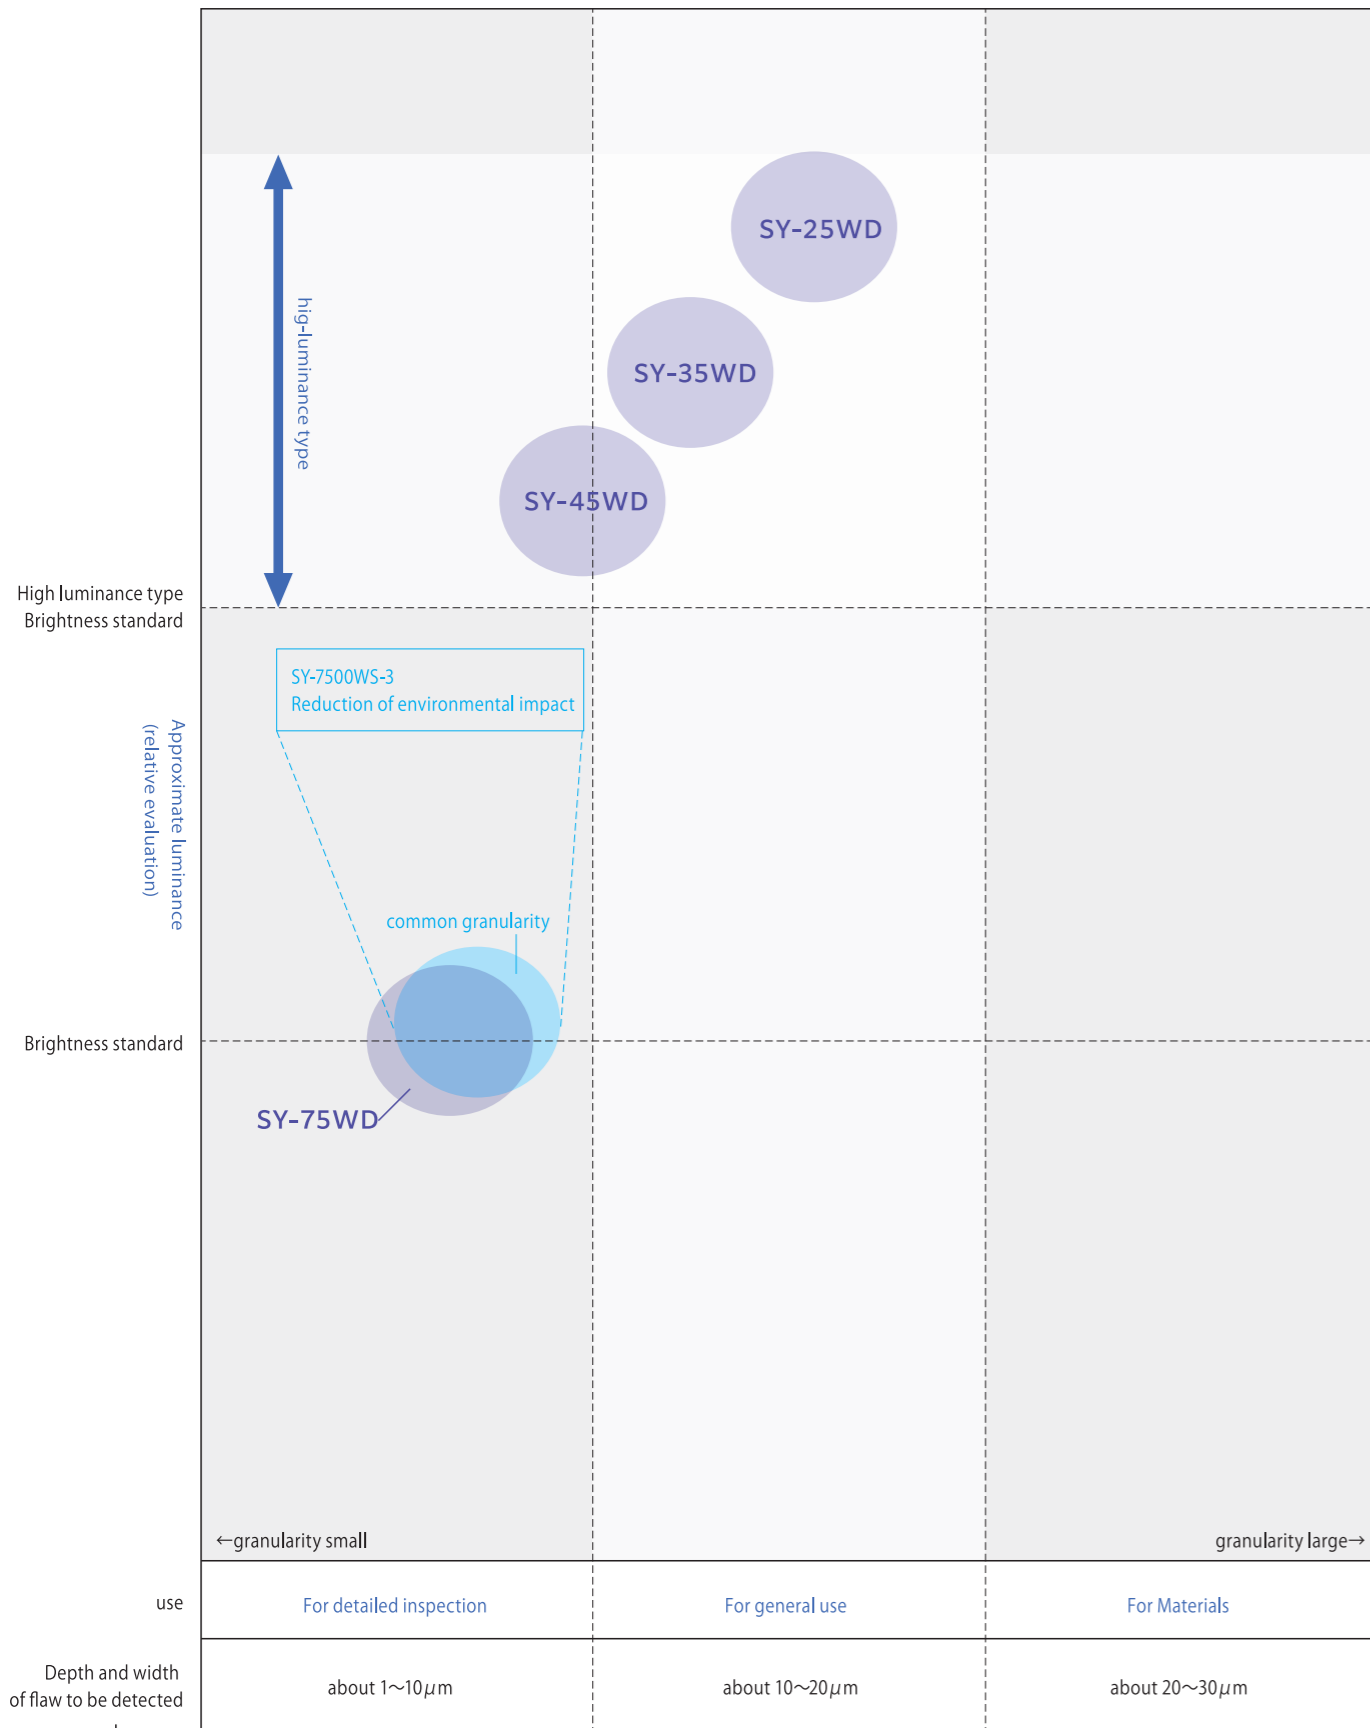 SY-25WD
hig-luminance type
SY-35WD
SY-45WD
High luminance type
Brightness standard
SY-7500WS-3
Reduction of environmental impact
Approximate luminance
(relative evaluation)
common granularity
Brightness standard
SY-75WD
←granularity small
granularity large→
use
For detailed inspection
For general use
For Materials
Depth and width
of flaw to be detected
about 1～10μm
about 10～20μm
about 20～30μm